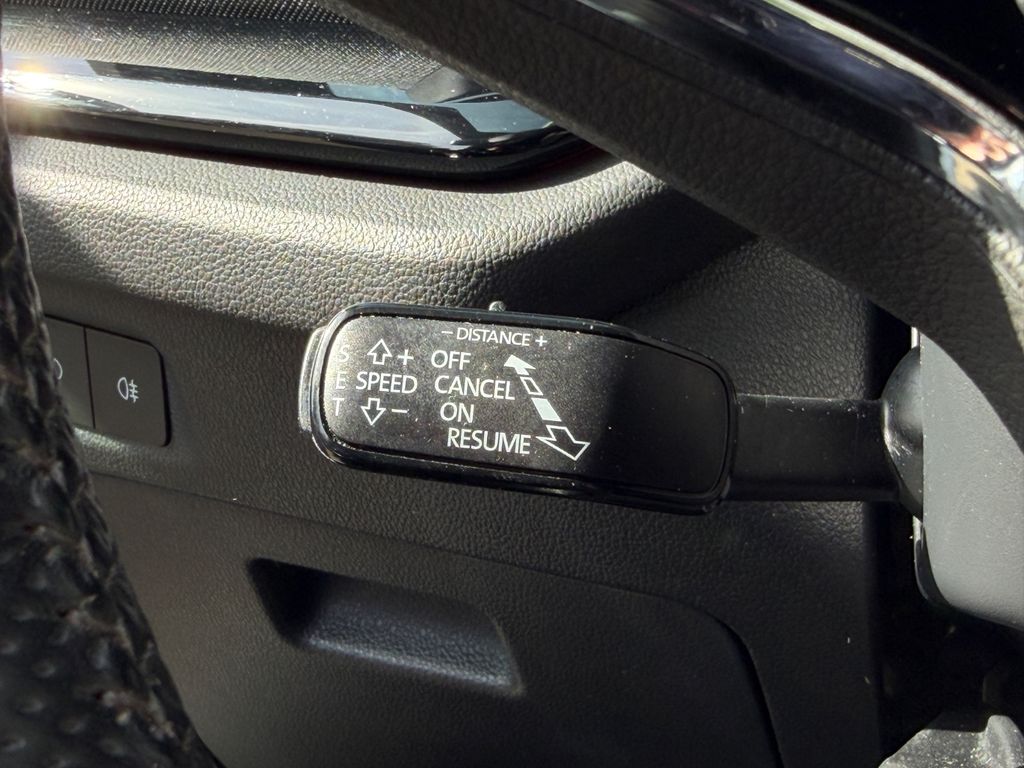 - DISTANCE +
S + OFF
E SPEED CANCEL
T - ON
RESUME